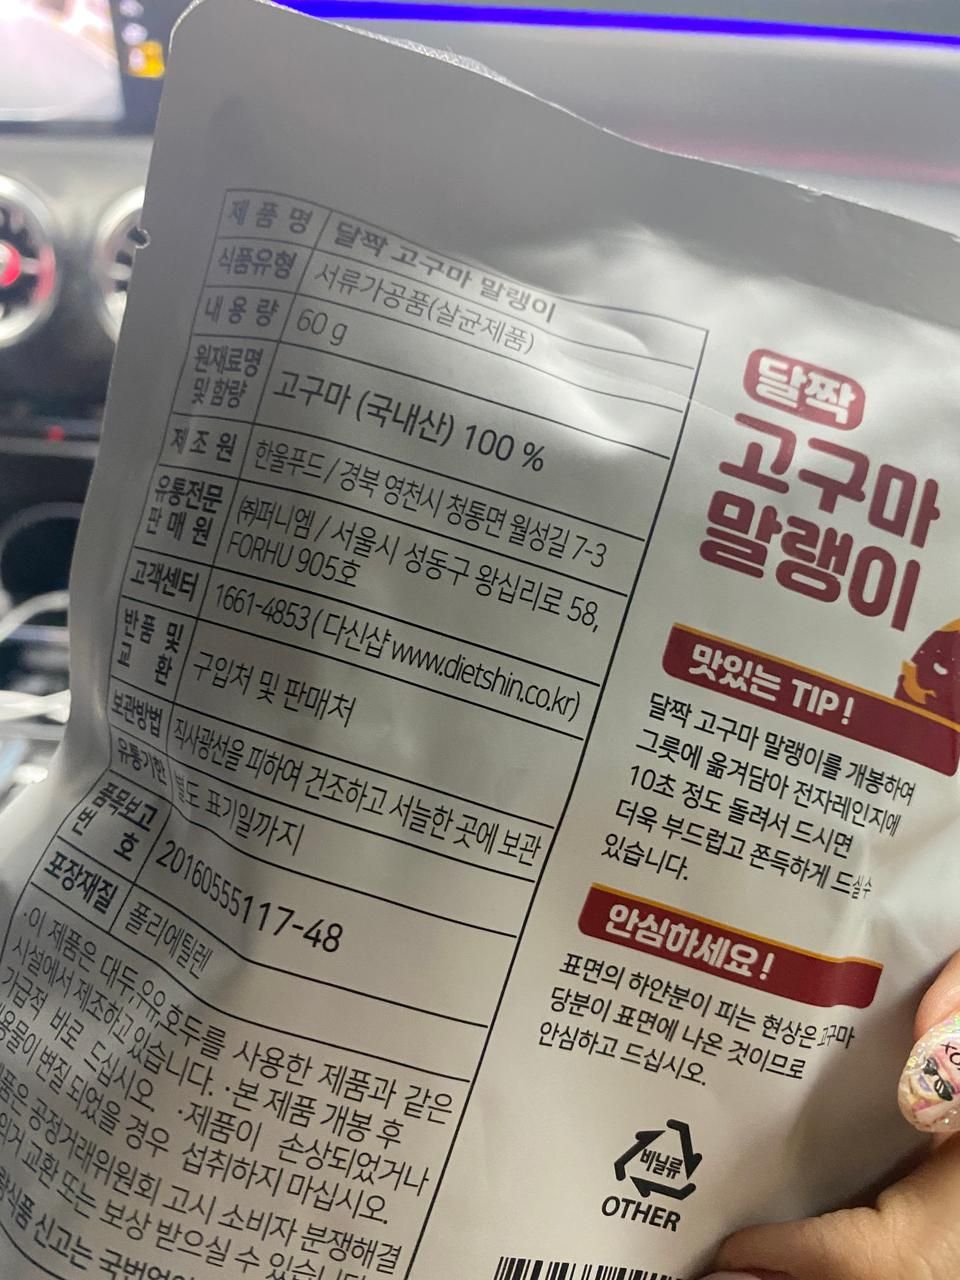 제 품 명 달짝 고구마 말랭이
식품유형 서류가공품(살균제품)
내 용 량 60 g
원재료명
및 함량 고구마 (국내산) 100 %
제 조 원 한울푸드 / 경북 영천시 청통면 월성길 7-3
유통전문
판 매 원 ㈜퍼니엠 / 서울시 성동구 왕십리로 58,
FORHU 905호
고객센터 1661-4853 ( 다신샵 www.dietshin.co.kr)
반 품 및
교 환 구입처 및 판매처
보관방법 직사광선을 피하여 건조하고 서늘한 곳에 보관
유통기한 별도 표기일까지
품목보고
번 호 20160555117-48
포장재질 폴리에틸렌
·이 제품은 대두,우유,호두를 사용한 제품과 같은
시설에서 제조하고 있습니다. ·본 제품 개봉 후
가급적 바로 드십시오. ·제품이 손상되었거나
용물이 변질 되었을 경우 섭취하지 마십시오.
품은 공정거래위원회 고시 소비자 분쟁해결
의거 교환 또는 보상 받으실 수 있습니다
식품 신고는 국번없이
달짝
고구마
말랭이
맛있는 TIP !
달짝 고구마 말랭이를 개봉하여
그릇에 옮겨담아 전자레인지에
10초 정도 돌려서 드시면
더욱 부드럽고 쫀득하게 드실수
있습니다.
안심하세요 !
표면의 하얀분이 피는 현상은 고구마
당분이 표면에 나온 것이므로
안심하고 드십시오.
비닐류
OTHER